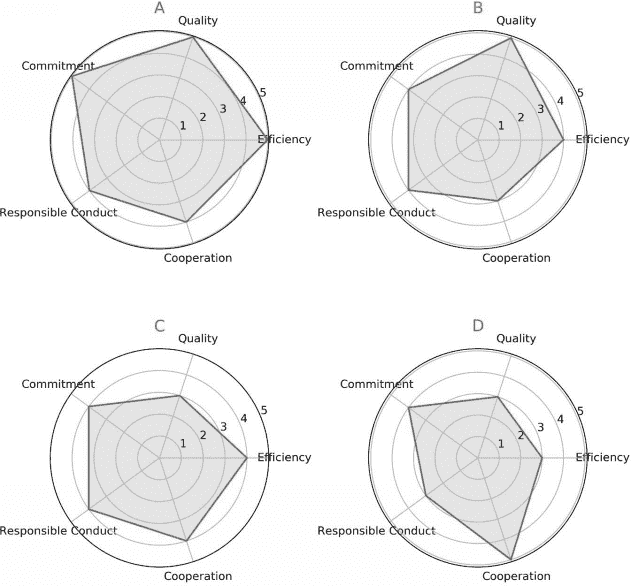 A
Quality
Commitment
1
2
3
4
5
Efficiency
Responsible Conduct
Cooperation
B
Quality
Commitment
1
2
3
4
5
Efficiency
Responsible Conduct
Cooperation
C
Quality
Commitment
1
2
3
4
5
Efficiency
Responsible Conduct
Cooperation
D
Quality
Commitment
1
2
3
4
5
Efficiency
Responsible Conduct
Cooperation